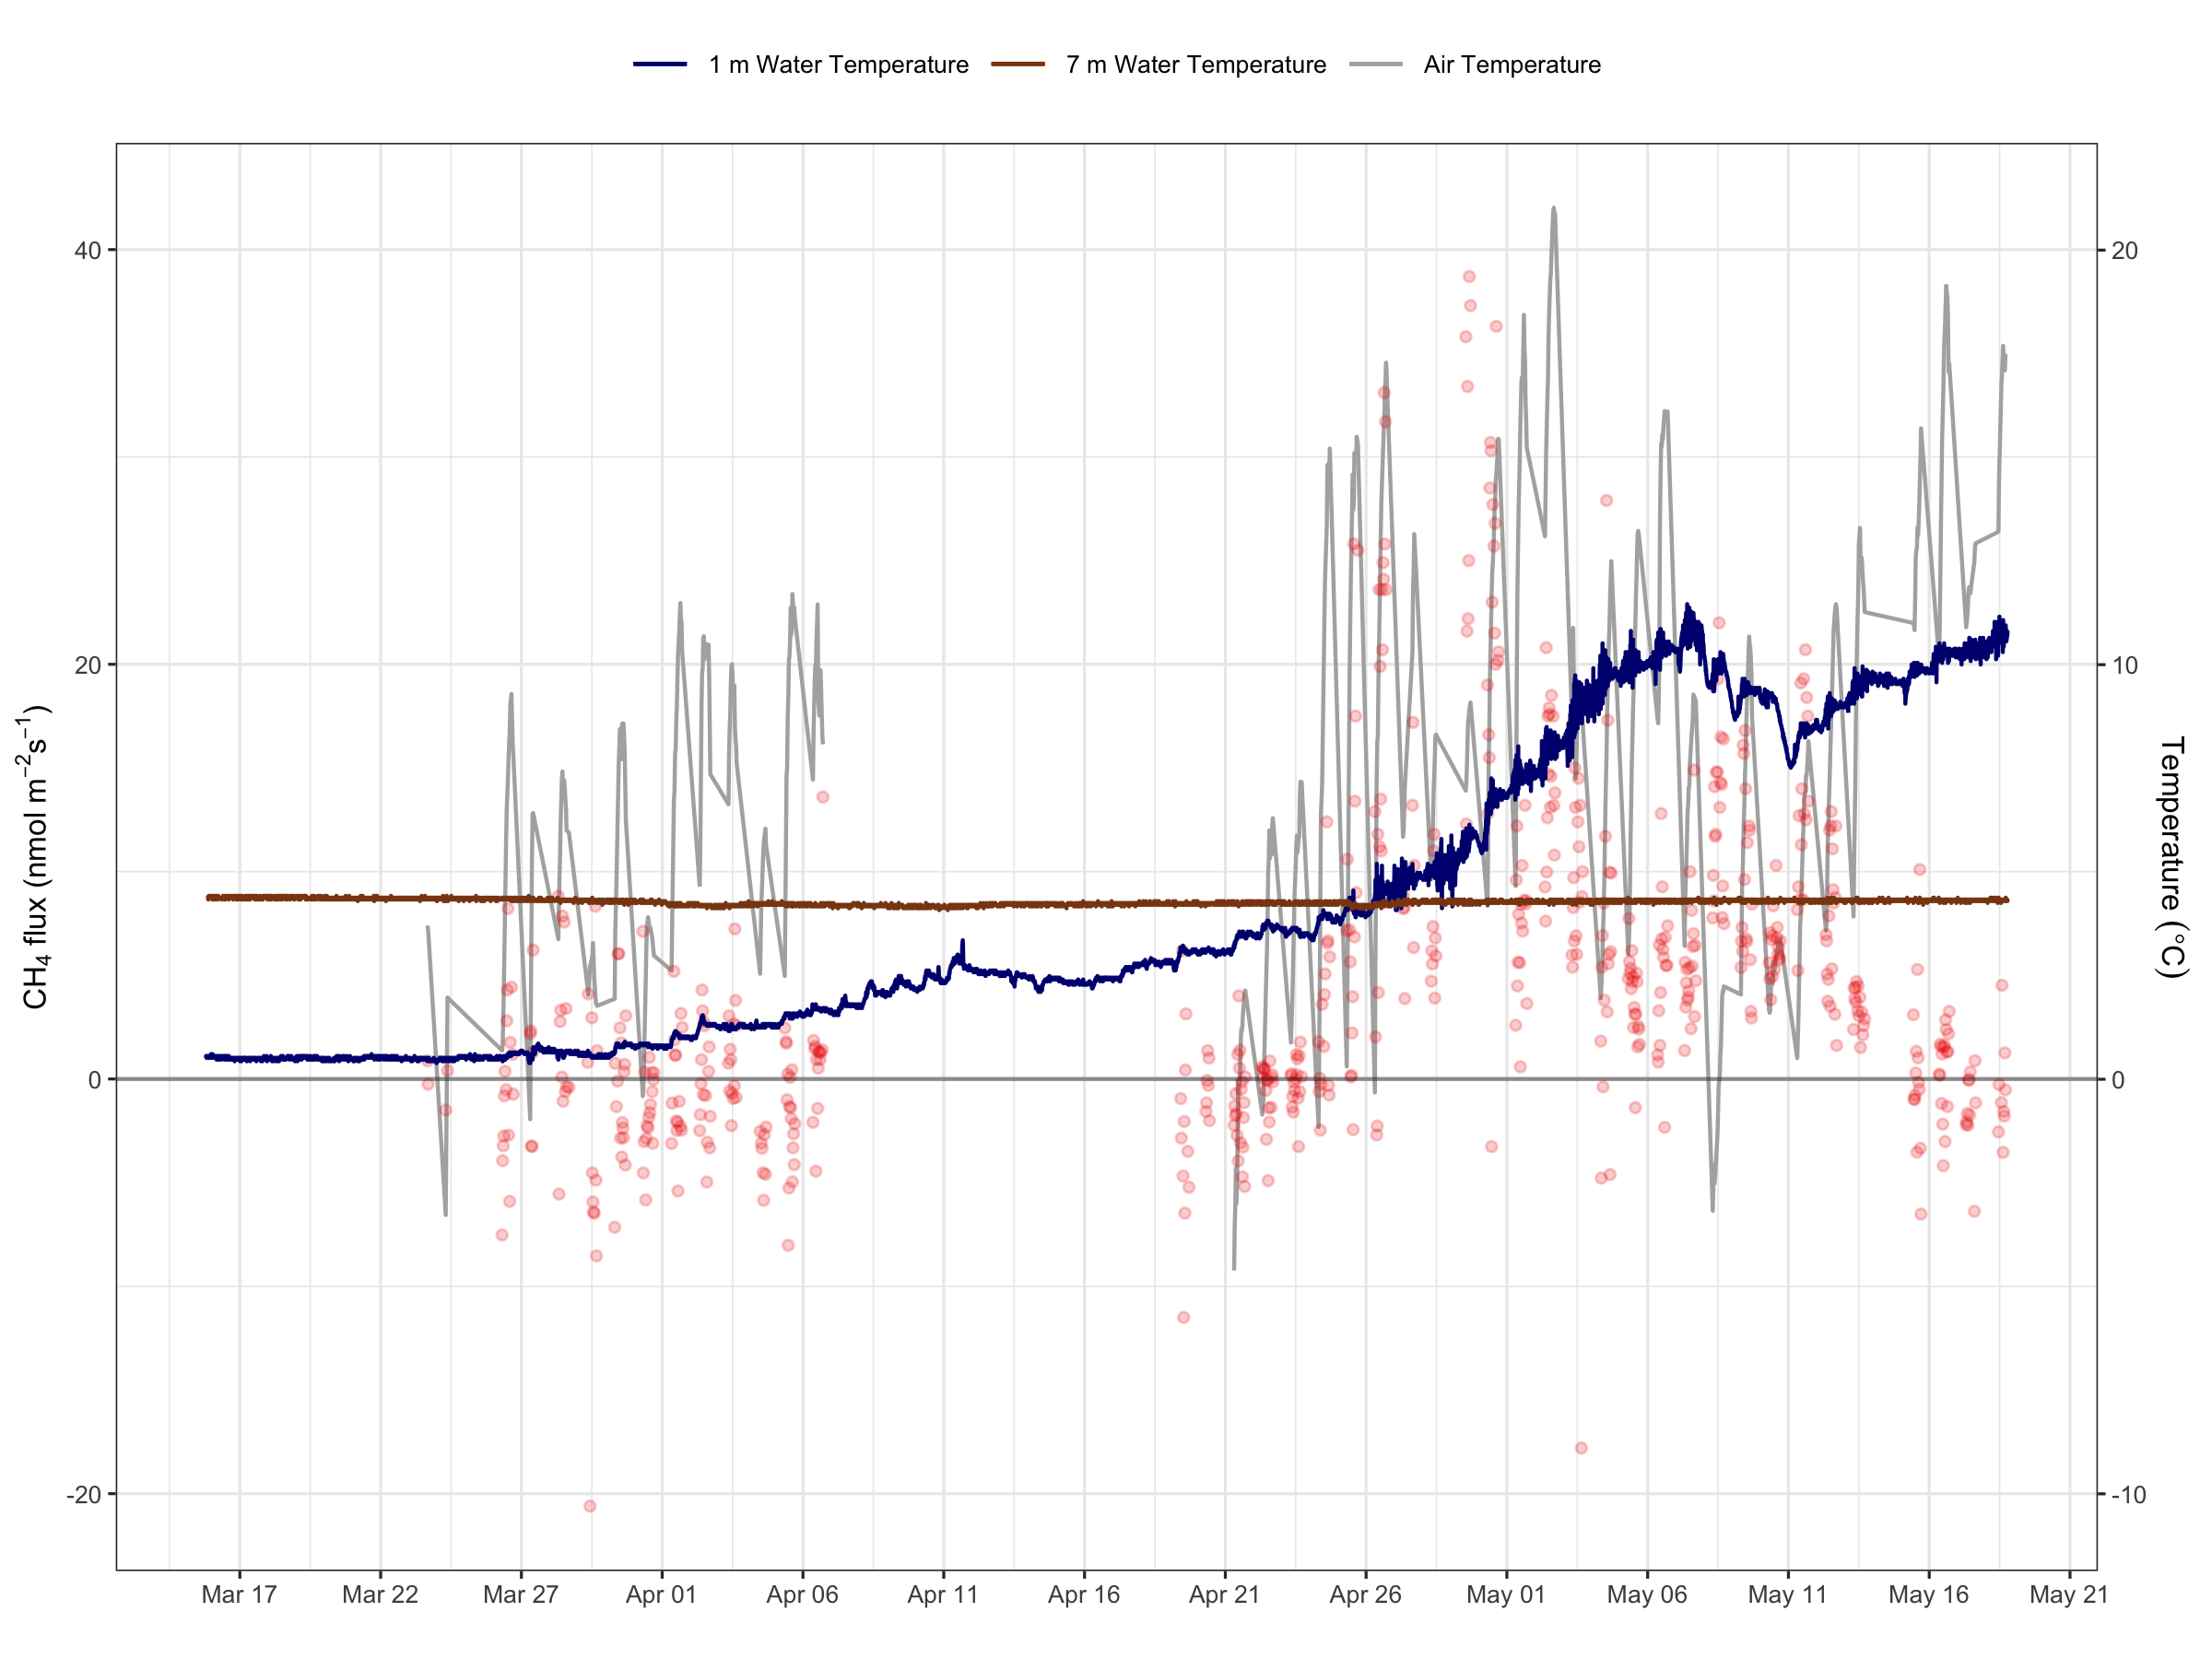 1 m Water Temperature 7 m Water Temperature Air Temperature
40
20
0
-20
CH₄ flux (nmol m⁻²s⁻¹)
20
10
0
-10
Temperature (°C)
Mar 17 Mar 22 Mar 27 Apr 01 Apr 06 Apr 11 Apr 16 Apr 21 Apr 26 May 01 May 06 May 11 May 16 May 21